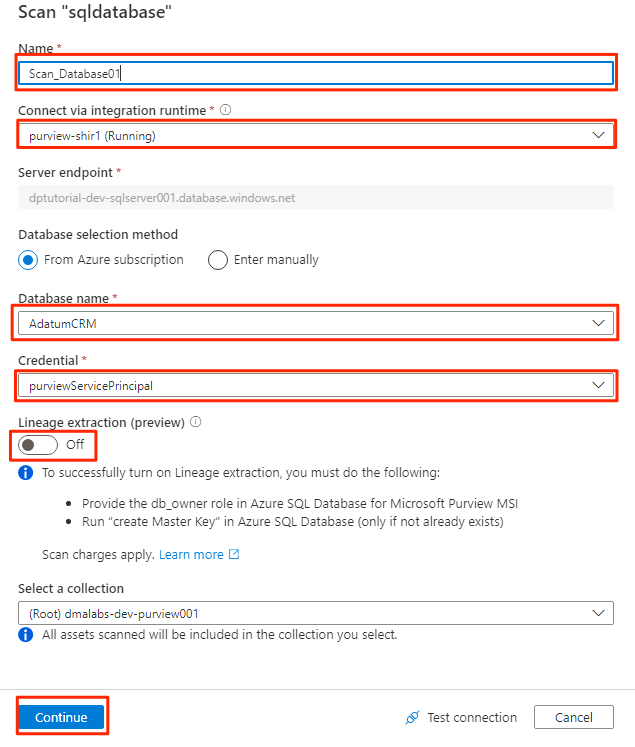 Scan "sqldatabase"
Name *
Scan_Database01
Connect via integration runtime *
purview-shir1 (Running)
Server endpoint *
dptutorial-dev-sqlserver001.database.windows.net
Database selection method
From Azure subscription Enter manually
Database name *
AdatumCRM
Credential *
purviewServicePrincipal
Lineage extraction (preview)
Off
To successfully turn on Lineage extraction, you must do the following:
• Provide the db_owner role in Azure SQL Database for Microsoft Purview MSI
• Run “create Master Key” in Azure SQL Database (only if not already exists)
Scan charges apply. Learn more
Select a collection
(Root) dmalabs-dev-purview001
All assets scanned will be included in the collection you select.
Continue Test connection Cancel